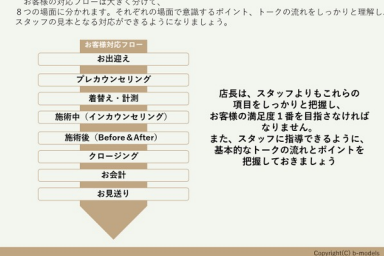 お客様の対応フローは大きく分けて、
８つの場面に分かれます。それぞれの場面で意識するポイント、トークの流れをしっかりと理解し、
スタッフの見本となる対応ができるようになりましょう。
お客様対応フロー
お出迎え
プレカウンセリング
着替え・計測
施術中（インカウンセリング）
施術後（Before＆After）
クロージング
お会計
お見送り
店長は、スタッフよりもこれらの
項目をしっかりと把握し、
お客様の満足度１番を目指さなければ
なりません。
また、スタッフに指導できるように、
基本的なトークの流れとポイントを
把握しておきましょう
Copyright(C) b-models